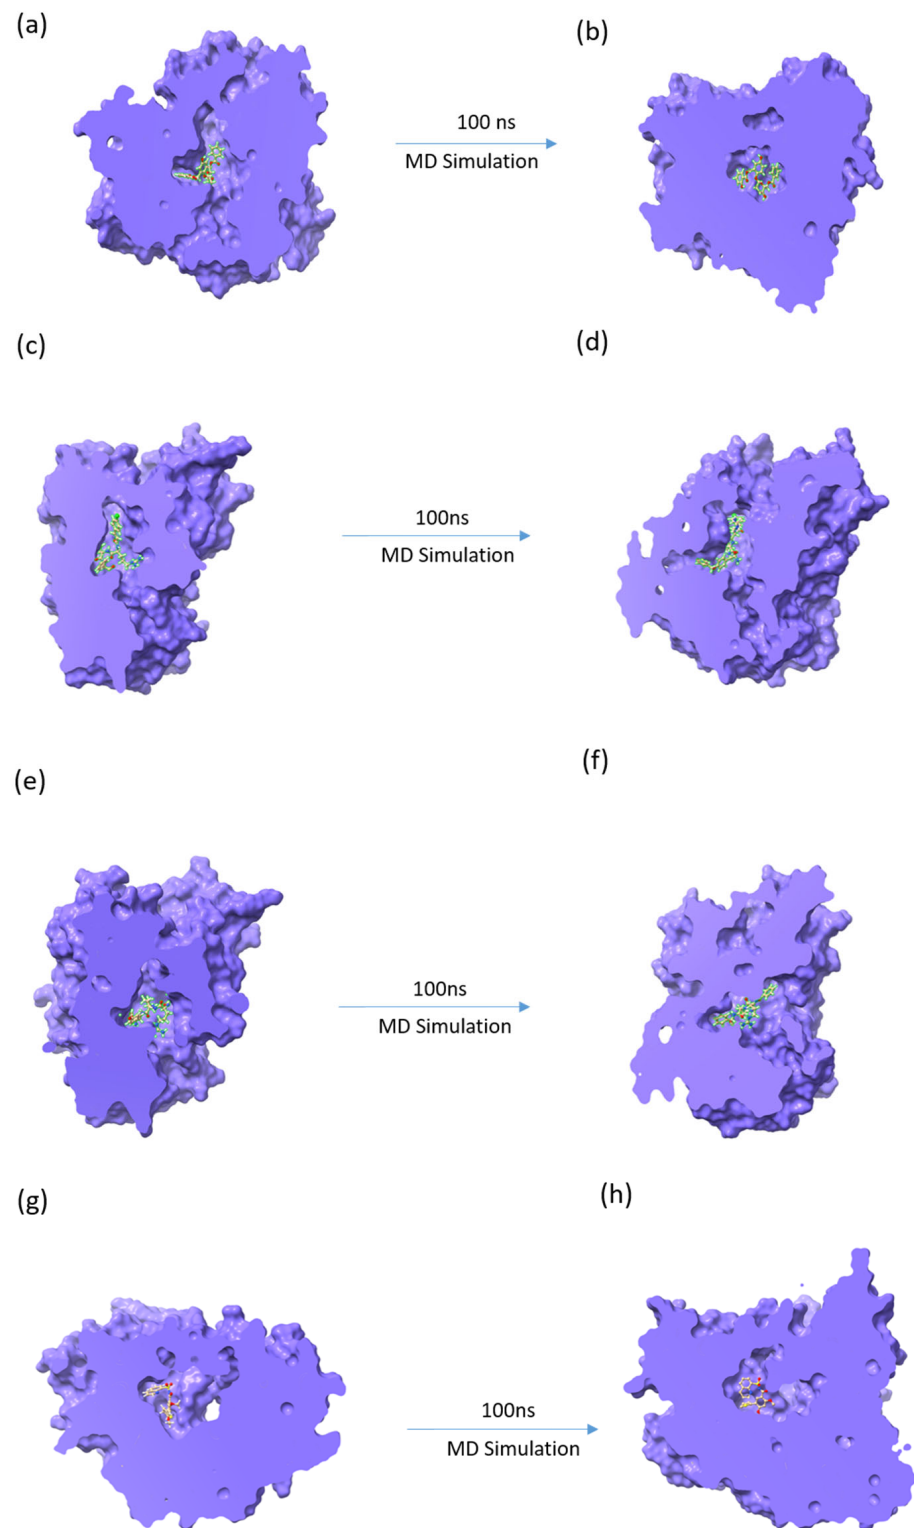 (a)
(b)
100 ns
MD Simulation
(c)
(d)
100ns
MD Simulation
(e)
(f)
100ns
MD Simulation
(g)
(h)
100ns
MD Simulation